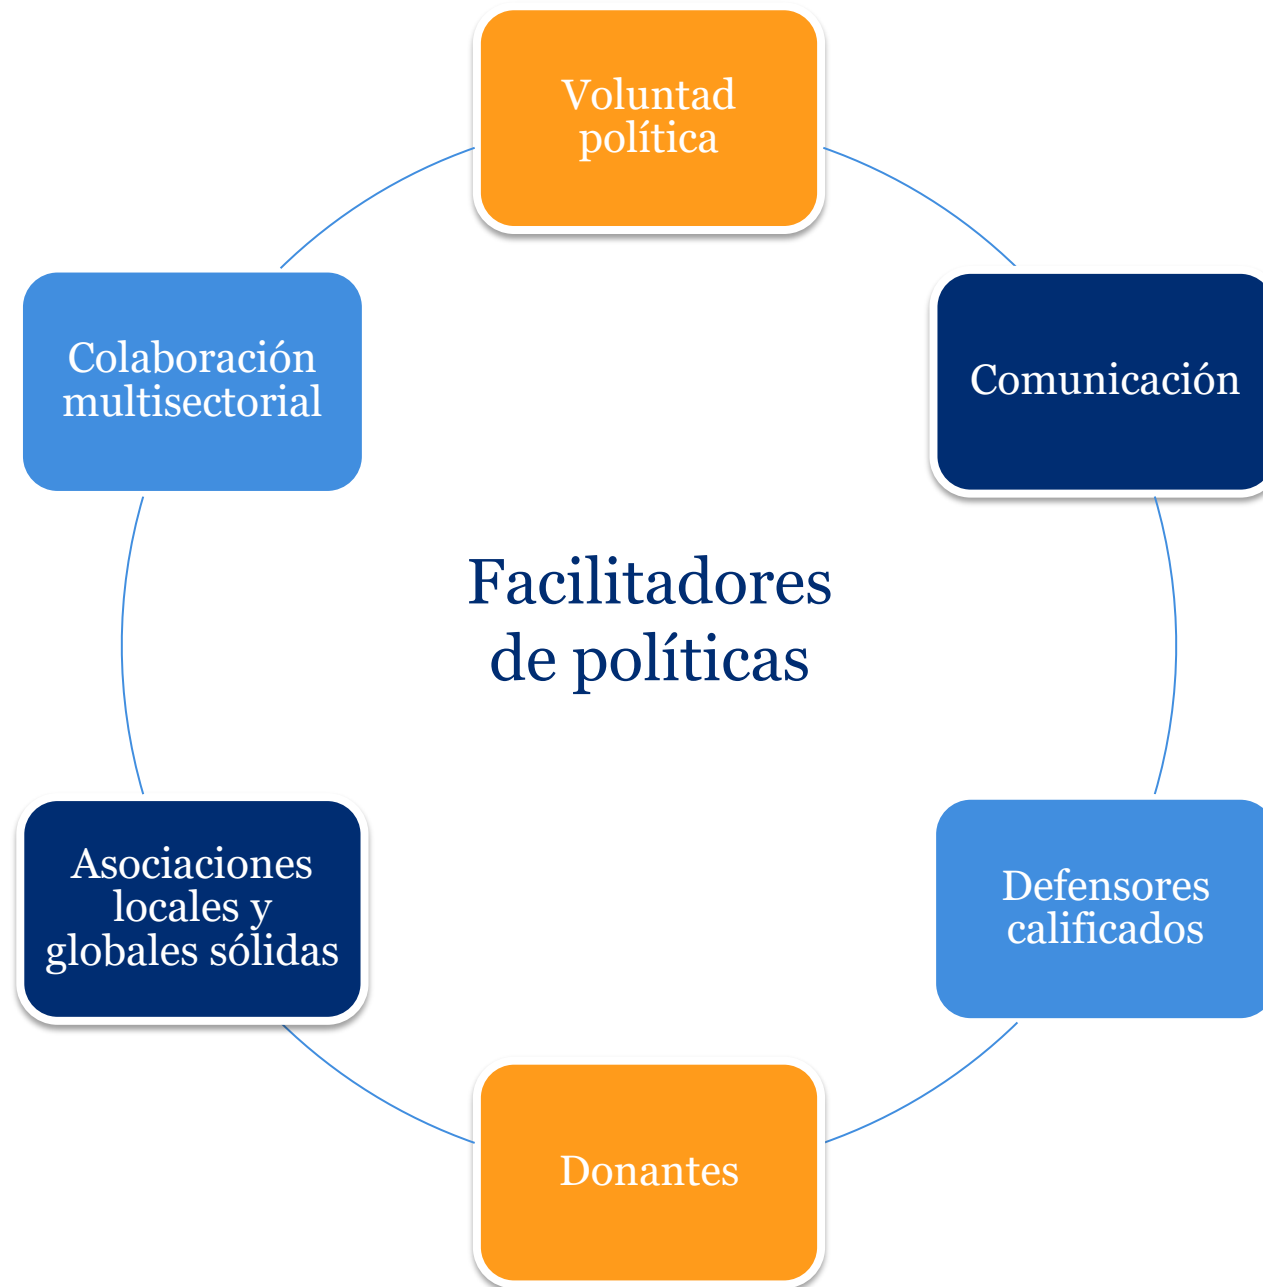 Voluntad
política
Colaboración
multisectorial
Comunicación
Facilitadores
de políticas
Asociaciones
locales y
globales sólidas
Defensores
calificados
Donantes